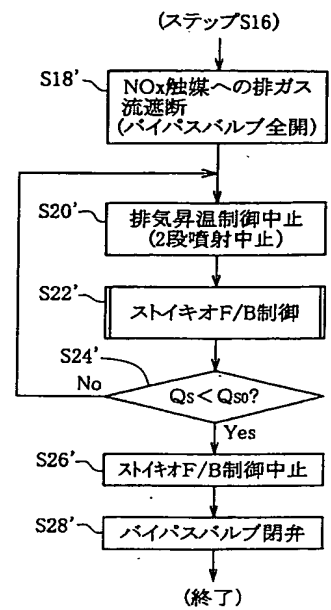 (ステップS16)
S18'
NOx触媒への排ガス
流遮断
(バイパスバルブ全開)
S20'
排気昇温制御中止
(2段噴射中止)
S22'
ストイキオF/B制御
S24'
No
QS<QS0?
Yes
S26'
ストイキオF/B制御中止
S28'
バイパスバルブ閉弁
(終了)